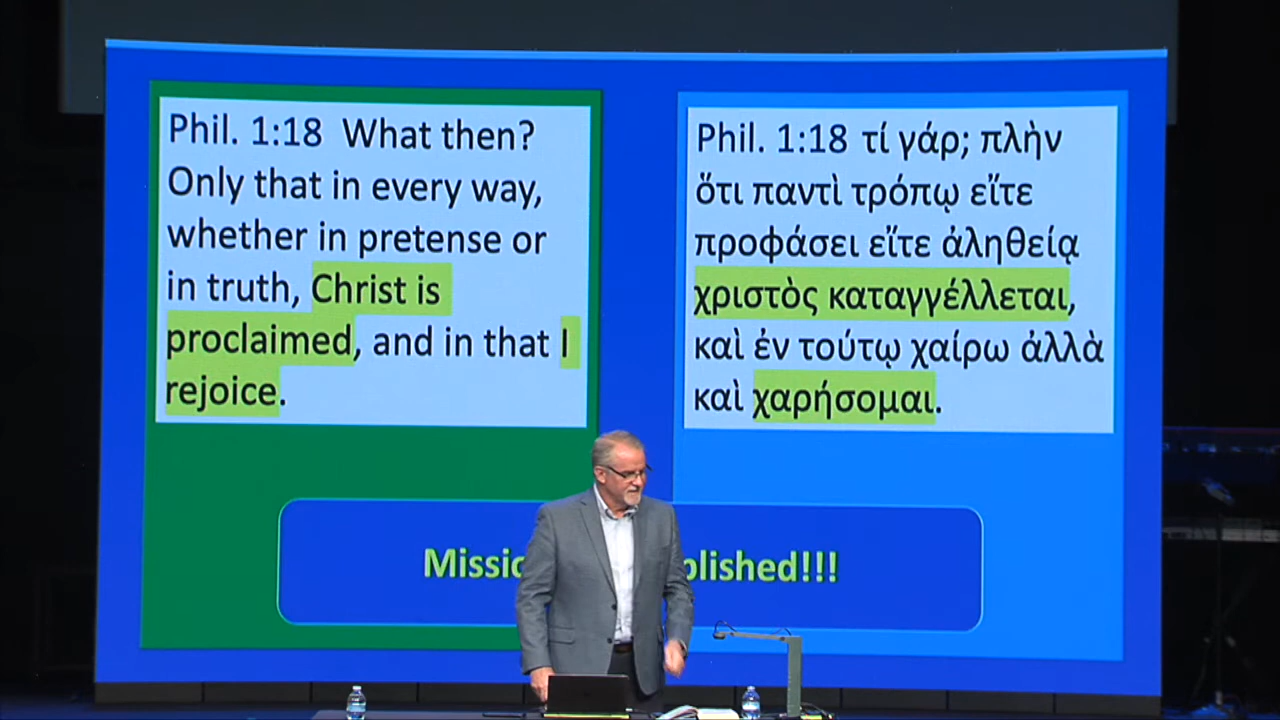 Phil. 1:18 What then?
Only that in every way,
whether in pretense or
in truth, Christ is
proclaimed, and in that I
rejoice.
Phil. 1:18 τί γάρ; πλὴν
ὅτι παντὶ τρόπῳ εἴτε
προφάσει εἴτε ἀληθείᾳ
χριστὸς καταγγέλλεται,
καὶ ἐν τούτῳ χαίρω ἀλλὰ
καὶ χαρήσομαι.